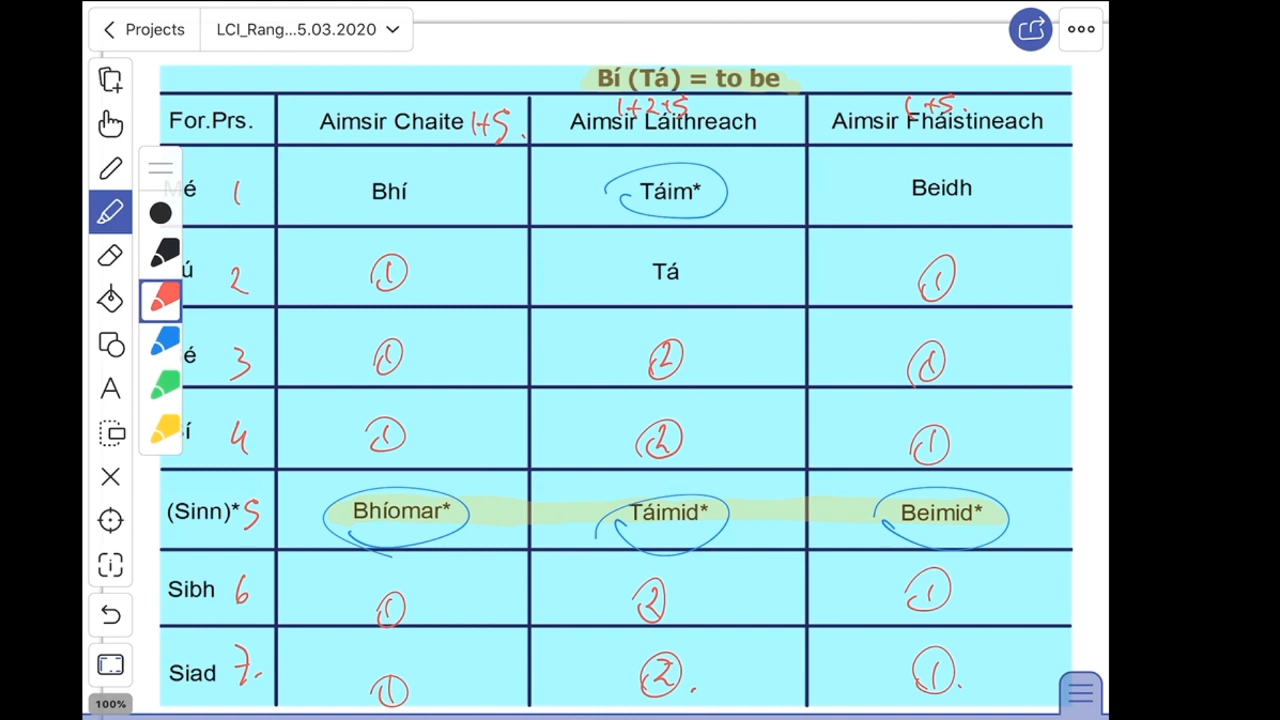 Projects LCI_Rang...5.03.2020
Bí (Tá) = to be
For.Prs. Aimsir Chaite 1+5. Aimsir Láithreach 1+2+5 Aimsir Fháistineach 1+5.
Mé 1 Bhí Táim* Beidh
ú 2 1 Tá 1
é 3 1 2 1
í 4 1 2 1
(Sinn)* 5 Bhíomar* Táimid* Beimid*
Sibh 6 1 2 1
Siad 7. 1 2. 1.
100%